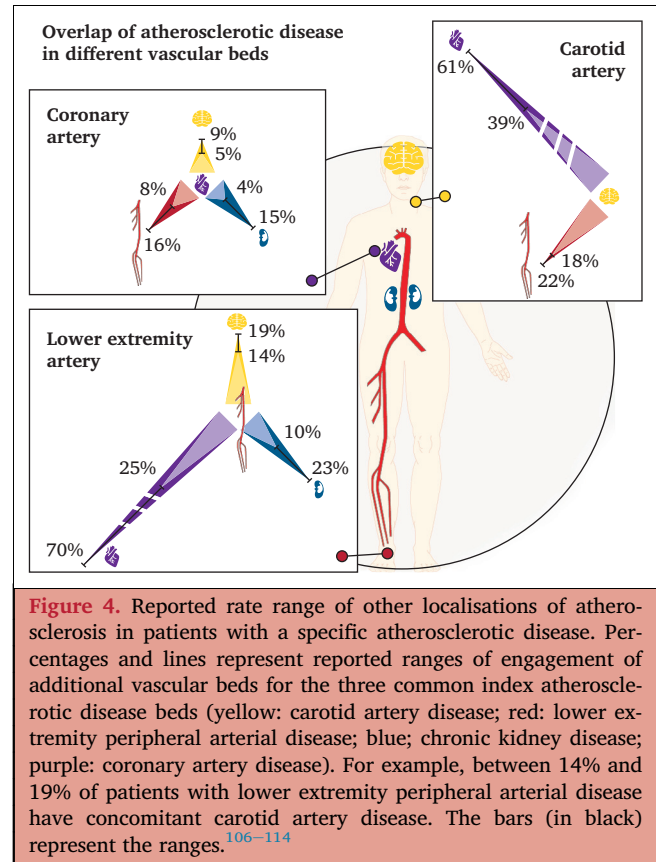 Overlap of atherosclerotic disease
in different vascular beds
Carotid
artery
61%
39%
18%
22%
Coronary
artery
9%
5%
8%
4%
15%
16%
Lower extremity
artery
19%
14%
10%
25%
23%
70%
Figure 4. Reported rate range of other localisations of athero-
sclerosis in patients with a specific atherosclerotic disease. Per-
centages and lines represent reported ranges of engagement of
additional vascular beds for the three common index atheroscle-
rotic disease beds (yellow: carotid artery disease; red: lower ex-
tremity peripheral arterial disease; blue; chronic kidney disease;
purple: coronary artery disease). For example, between 14% and
19% of patients with lower extremity peripheral arterial disease
have concomitant carotid artery disease. The bars (in black)
represent the ranges.106–114